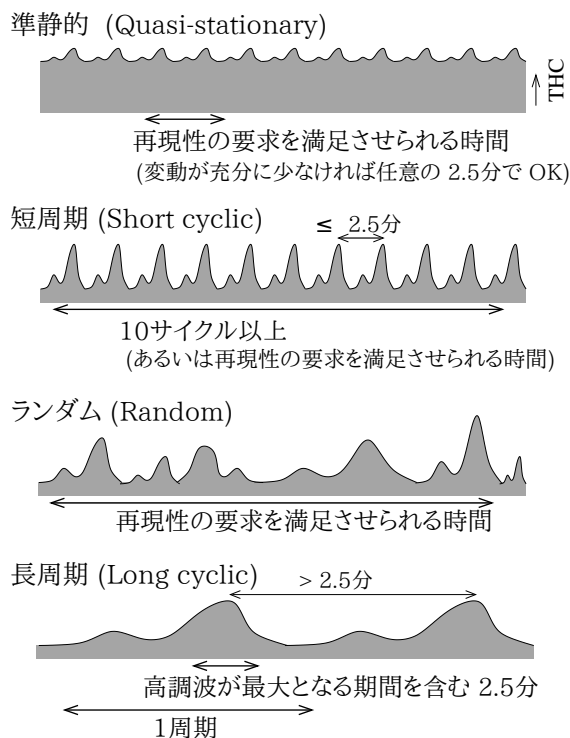 準静的 (Quasi-stationary)
THC
再現性の要求を満足させられる時間
(変動が充分に少なければ任意の 2.5分で OK)
短周期 (Short cyclic)
≤ 2.5分
10サイクル以上
(あるいは再現性の要求を満足させられる時間)
ランダム (Random)
再現性の要求を満足させられる時間
長周期 (Long cyclic)
> 2.5分
高調波が最大となる期間を含む 2.5分
1周期